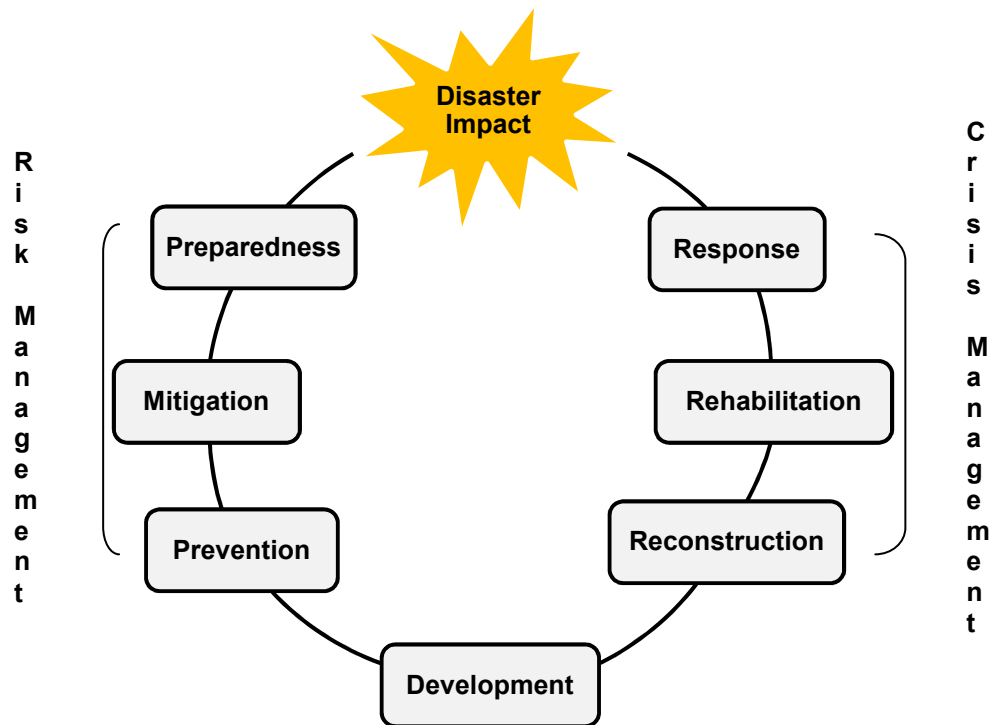 Disaster
Impact
Risk Management
Crisis Management
Preparedness
Response
Mitigation
Rehabilitation
Prevention
Reconstruction
Development